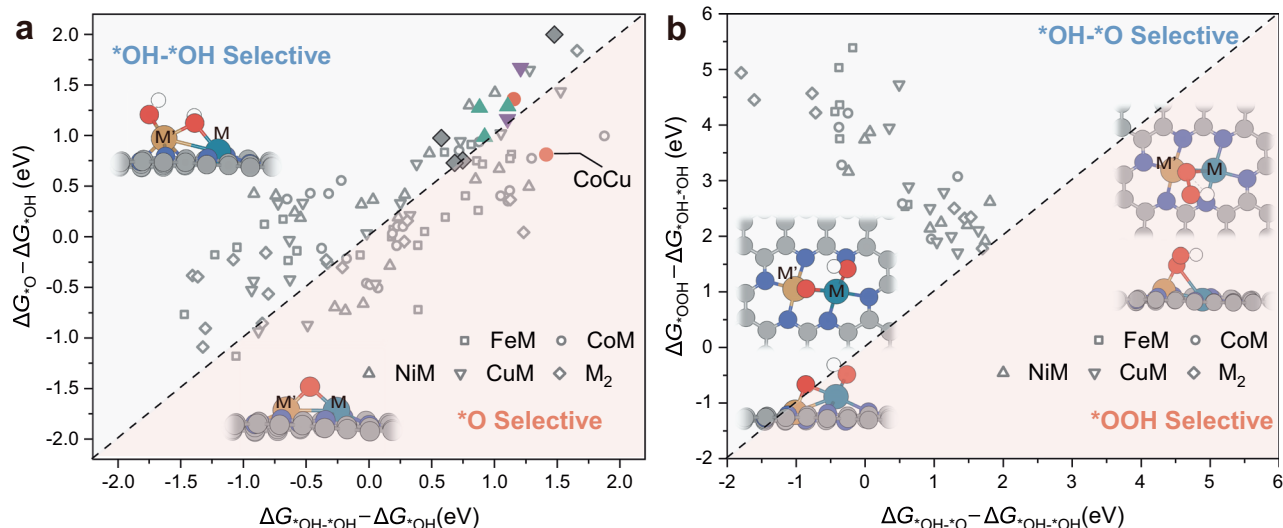 a
*OH-*OH Selective
M' M
CoCu
FeM CoM
NiM CuM M₂
M' M
*O Selective
2.0
1.5
1.0
0.5
0.0
-0.5
-1.0
-1.5
-2.0
ΔG*O−ΔG*OH (eV)
-2.0 -1.5 -1.0 -0.5 0.0 0.5 1.0 1.5 2.0
ΔG*OH-*OH−ΔG*OH(eV)
b
*OH-*O Selective
M' M
M' M
FeM CoM
NiM CuM M₂
*OOH Selective
6
5
4
3
2
1
0
-1
-2
ΔG*OOH−ΔG*OH-*OH (eV)
-2 -1 0 1 2 3 4 5 6
ΔG*OH-*O−ΔG*OH-*OH(eV)